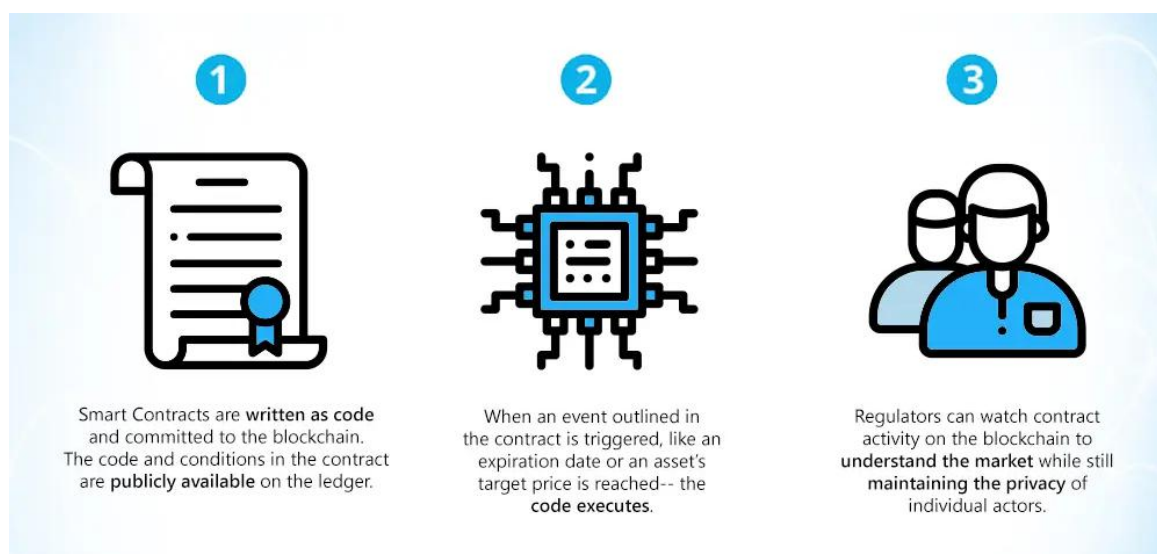 1
Smart Contracts are written as code
and committed to the blockchain.
The code and conditions in the contract
are publicly available on the ledger.
2
When an event outlined in
the contract is triggered, like an
expiration date or an asset's
target price is reached-- the
code executes.
3
Regulators can watch contract
activity on the blockchain to
understand the market while still
maintaining the privacy of
individual actors.